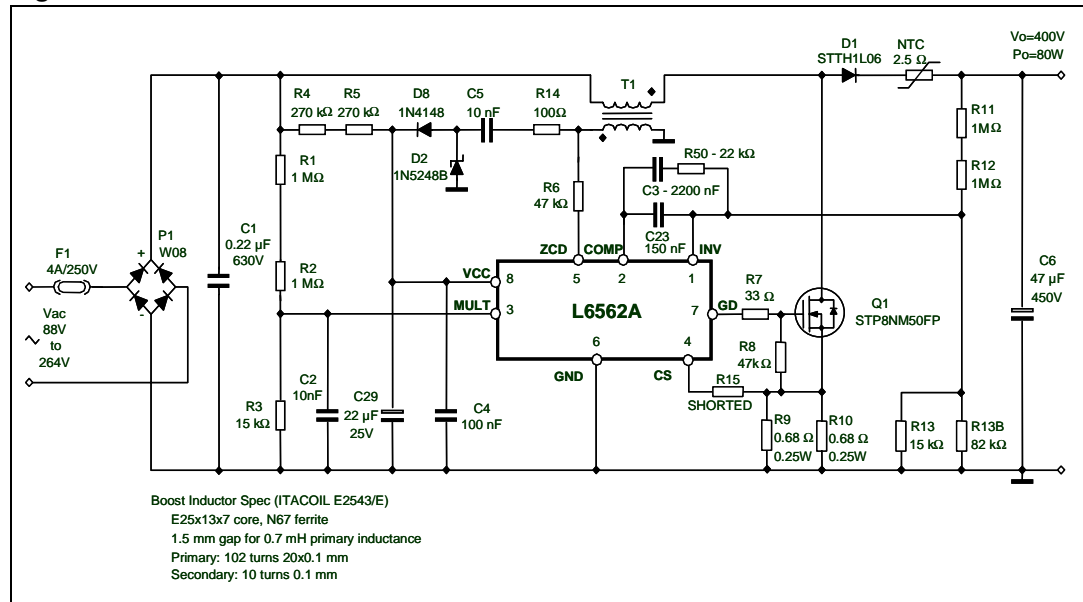 Vo=400V
Po=80W
D1
STTH1L06
NTC
2.5 Ω
T1
R4
270 kΩ
R5
270 kΩ
D8
1N4148
C5
10 nF
R14
100Ω
R11
1MΩ
R12
1MΩ
R1
1 MΩ
D2
1N5248B
R50 - 22 kΩ
C3 - 2200 nF
R6
47 kΩ
C23
150 nF
P1
W08
+
-
F1
4A/250V
C1
0.22 µF
630V
R2
1 MΩ
ZCD
COMP
INV
5
2
1
VCC
8
MULT
3
L6562A
7
GD
R7
33 Ω
Q1
STP8NM50FP
C6
47 µF
450V
Vac
88V
to
264V
6
4
GND
CS
R8
47kΩ
R15
SHORTED
R3
15 kΩ
C2
10nF
C29
22 µF
25V
C4
100 nF
R9
0.68 Ω
0.25W
R10
0.68 Ω
0.25W
R13
15 kΩ
R13B
82 kΩ
Boost Inductor Spec (ITACOIL E2543/E)
E25x13x7 core, N67 ferrite
1.5 mm gap for 0.7 mH primary inductance
Primary: 102 turns 20x0.1 mm
Secondary: 10 turns 0.1 mm